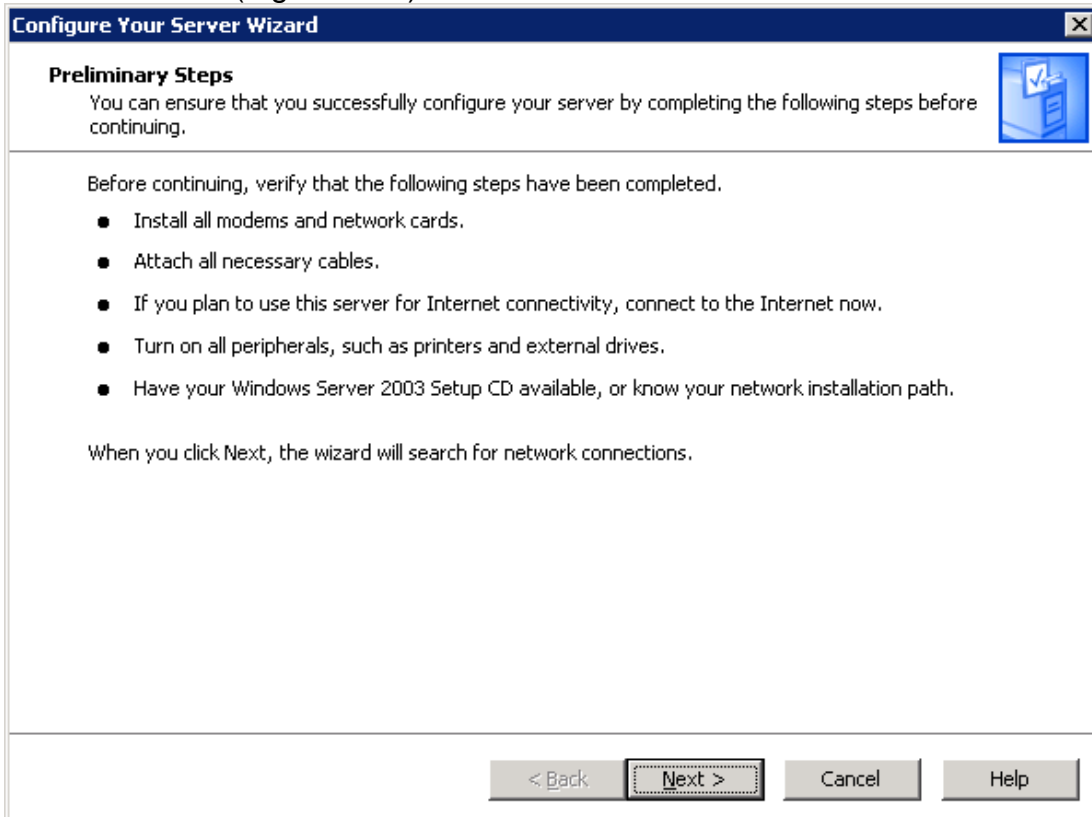 Configure Your Server Wizard
Preliminary Steps
You can ensure that you successfully configure your server by completing the following steps before
continuing.
Before continuing, verify that the following steps have been completed.
● Install all modems and network cards.
● Attach all necessary cables.
● If you plan to use this server for Internet connectivity, connect to the Internet now.
● Turn on all peripherals, such as printers and external drives.
● Have your Windows Server 2003 Setup CD available, or know your network installation path.
When you click Next, the wizard will search for network connections.
< Back Next > Cancel Help